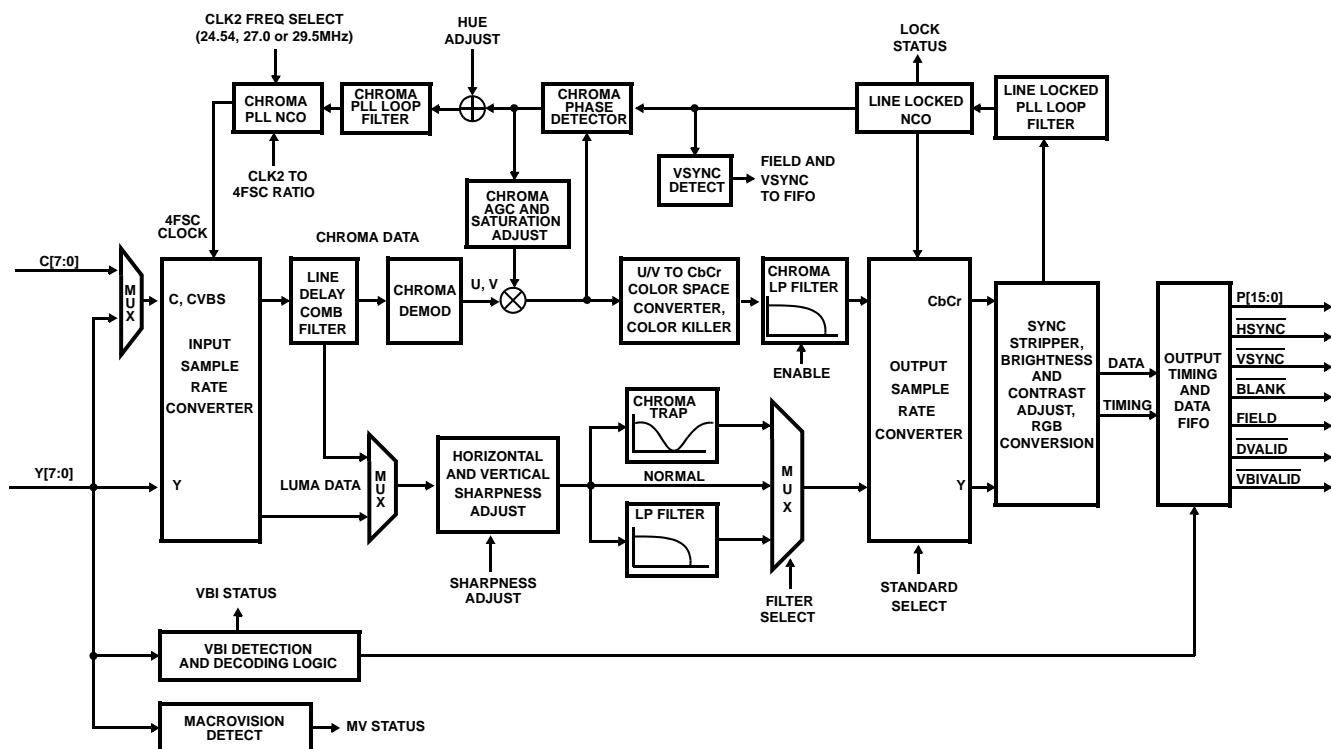 CLK2 FREQ SELECT
(24.54, 27.0 or 29.5MHz)
HUE
ADJUST
LOCK
STATUS
CHROMA
PLL NCO
CHROMA
PLL LOOP
FILTER
CHROMA
PHASE
DETECTOR
LINE LOCKED
NCO
LINE LOCKED
PLL LOOP
FILTER
CLK2 TO
4FSC RATIO
VSYNC
DETECT
FIELD AND
VSYNC
TO FIFO
CHROMA
AGC AND
SATURATION
ADJUST
4FSC
CLOCK
CHROMA DATA
C[7:0]
MUX
C, CVBS
INPUT
SAMPLE
RATE
CONVERTER
Y
LINE
DELAY
COMB
FILTER
CHROMA
DEMOD
U, V
U/V TO CbCr
COLOR SPACE
CONVERTER,
COLOR KILLER
CHROMA
LP FILTER
ENABLE
CbCr
OUTPUT
SAMPLE
RATE
CONVERTER
Y
SYNC
STRIPPER,
BRIGHTNESS
AND
CONTRAST
ADJUST,
RGB
CONVERSION
DATA
TIMING
OUTPUT
TIMING
AND
DATA
FIFO
P[15:0]
HSYNC
VSYNC
BLANK
FIELD
DVALID
VBIVALID
Y[7:0]
LUMA DATA
MUX
HORIZONTAL
AND VERTICAL
SHARPNESS
ADJUST
CHROMA
TRAP
NORMAL
LP FILTER
MUX
SHARPNESS
ADJUST
FILTER
SELECT
STANDARD
SELECT
VBI STATUS
VBI DETECTION
AND DECODING LOGIC
MACROVISION
DETECT
MV STATUS